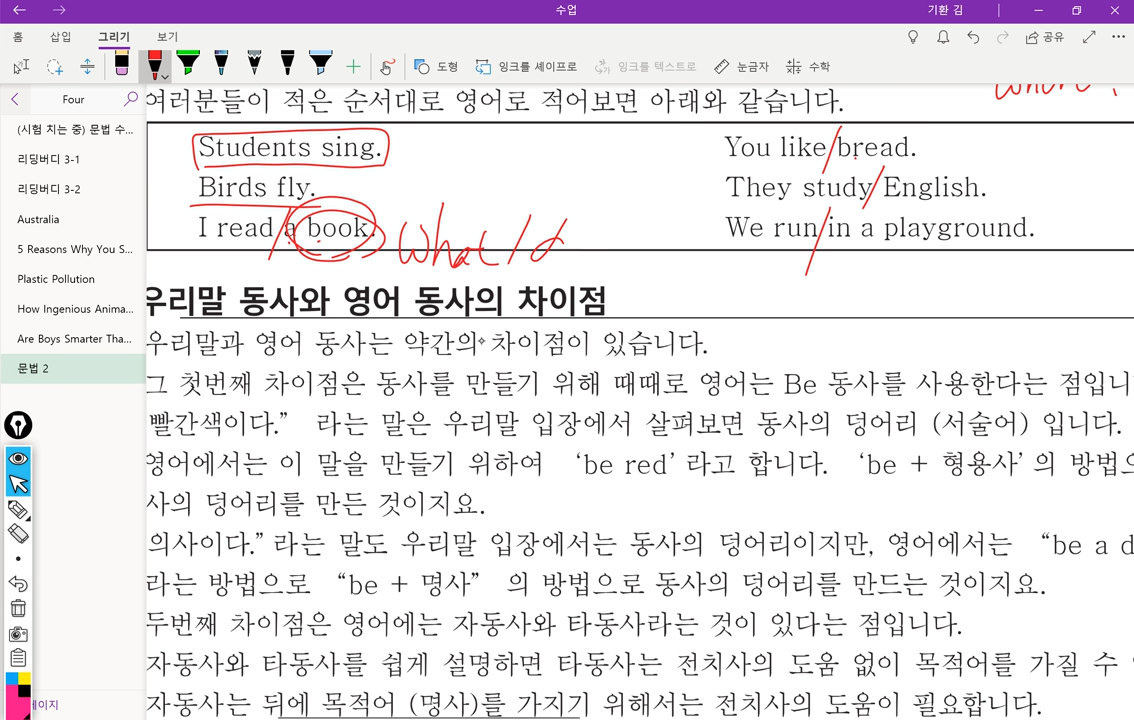 수업
기환 김
홈 삽입 그리기 보기
공유
도형 잉크를 셰이프로 잉크를 텍스트로 눈금자 수학
Four
(시험 치는 중) 문법 수...
리딩버디 3-1
리딩버디 3-2
Australia
5 Reasons Why You S...
Plastic Pollution
How Ingenious Anima...
Are Boys Smarter Tha...
문법 2
여러분들이 적은 순서대로 영어로 적어보면 아래와 같습니다.
Students sing. You like bread.
Birds fly. They study English.
I read a book. We run in a playground.
What
우리말 동사와 영어 동사의 차이점
우리말과 영어 동사는 약간의 차이점이 있습니다.
그 첫번째 차이점은 동사를 만들기 위해 때때로 영어는 Be 동사를 사용한다는 점입니
빨간색이다.” 라는 말은 우리말 입장에서 살펴보면 동사의 덩어리 (서술어) 입니다.
영어에서는 이 말을 만들기 위하여 ‘be red’ 라고 합니다. ‘be + 형용사’ 의 방법으
사의 덩어리를 만든 것이지요.
의사이다.” 라는 말도 우리말 입장에서는 동사의 덩어리이지만, 영어에서는 “be a d
라는 방법으로 “be + 명사” 의 방법으로 동사의 덩어리를 만드는 것이지요.
두번째 차이점은 영어에는 자동사와 타동사라는 것이 있다는 점입니다.
자동사와 타동사를 쉽게 설명하면 타동사는 전치사의 도움 없이 목적어를 가질 수
자동사는 뒤에 목적어 (명사)를 가지기 위해서는 전치사의 도움이 필요합니다.